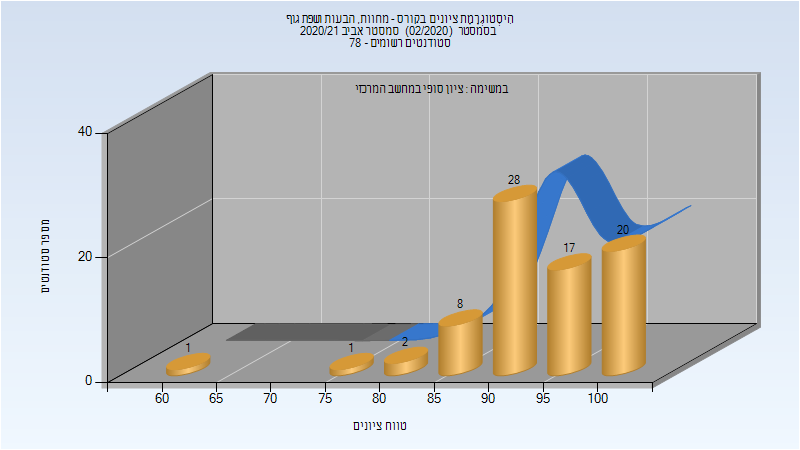 היסטוגרמת ציונים בקורס - מחוות, הבעות ושפת גוף
בסמסטר (02/2020) סמסטר אביב 2020/21
סטודנטים רשומים - 78
במשימה : ציון סופי במחשב המרכזי
מספר סטודנטים
40
20
0
1
1
2
8
28
17
20
60 65 70 75 80 85 90 95 100
טווח ציונים